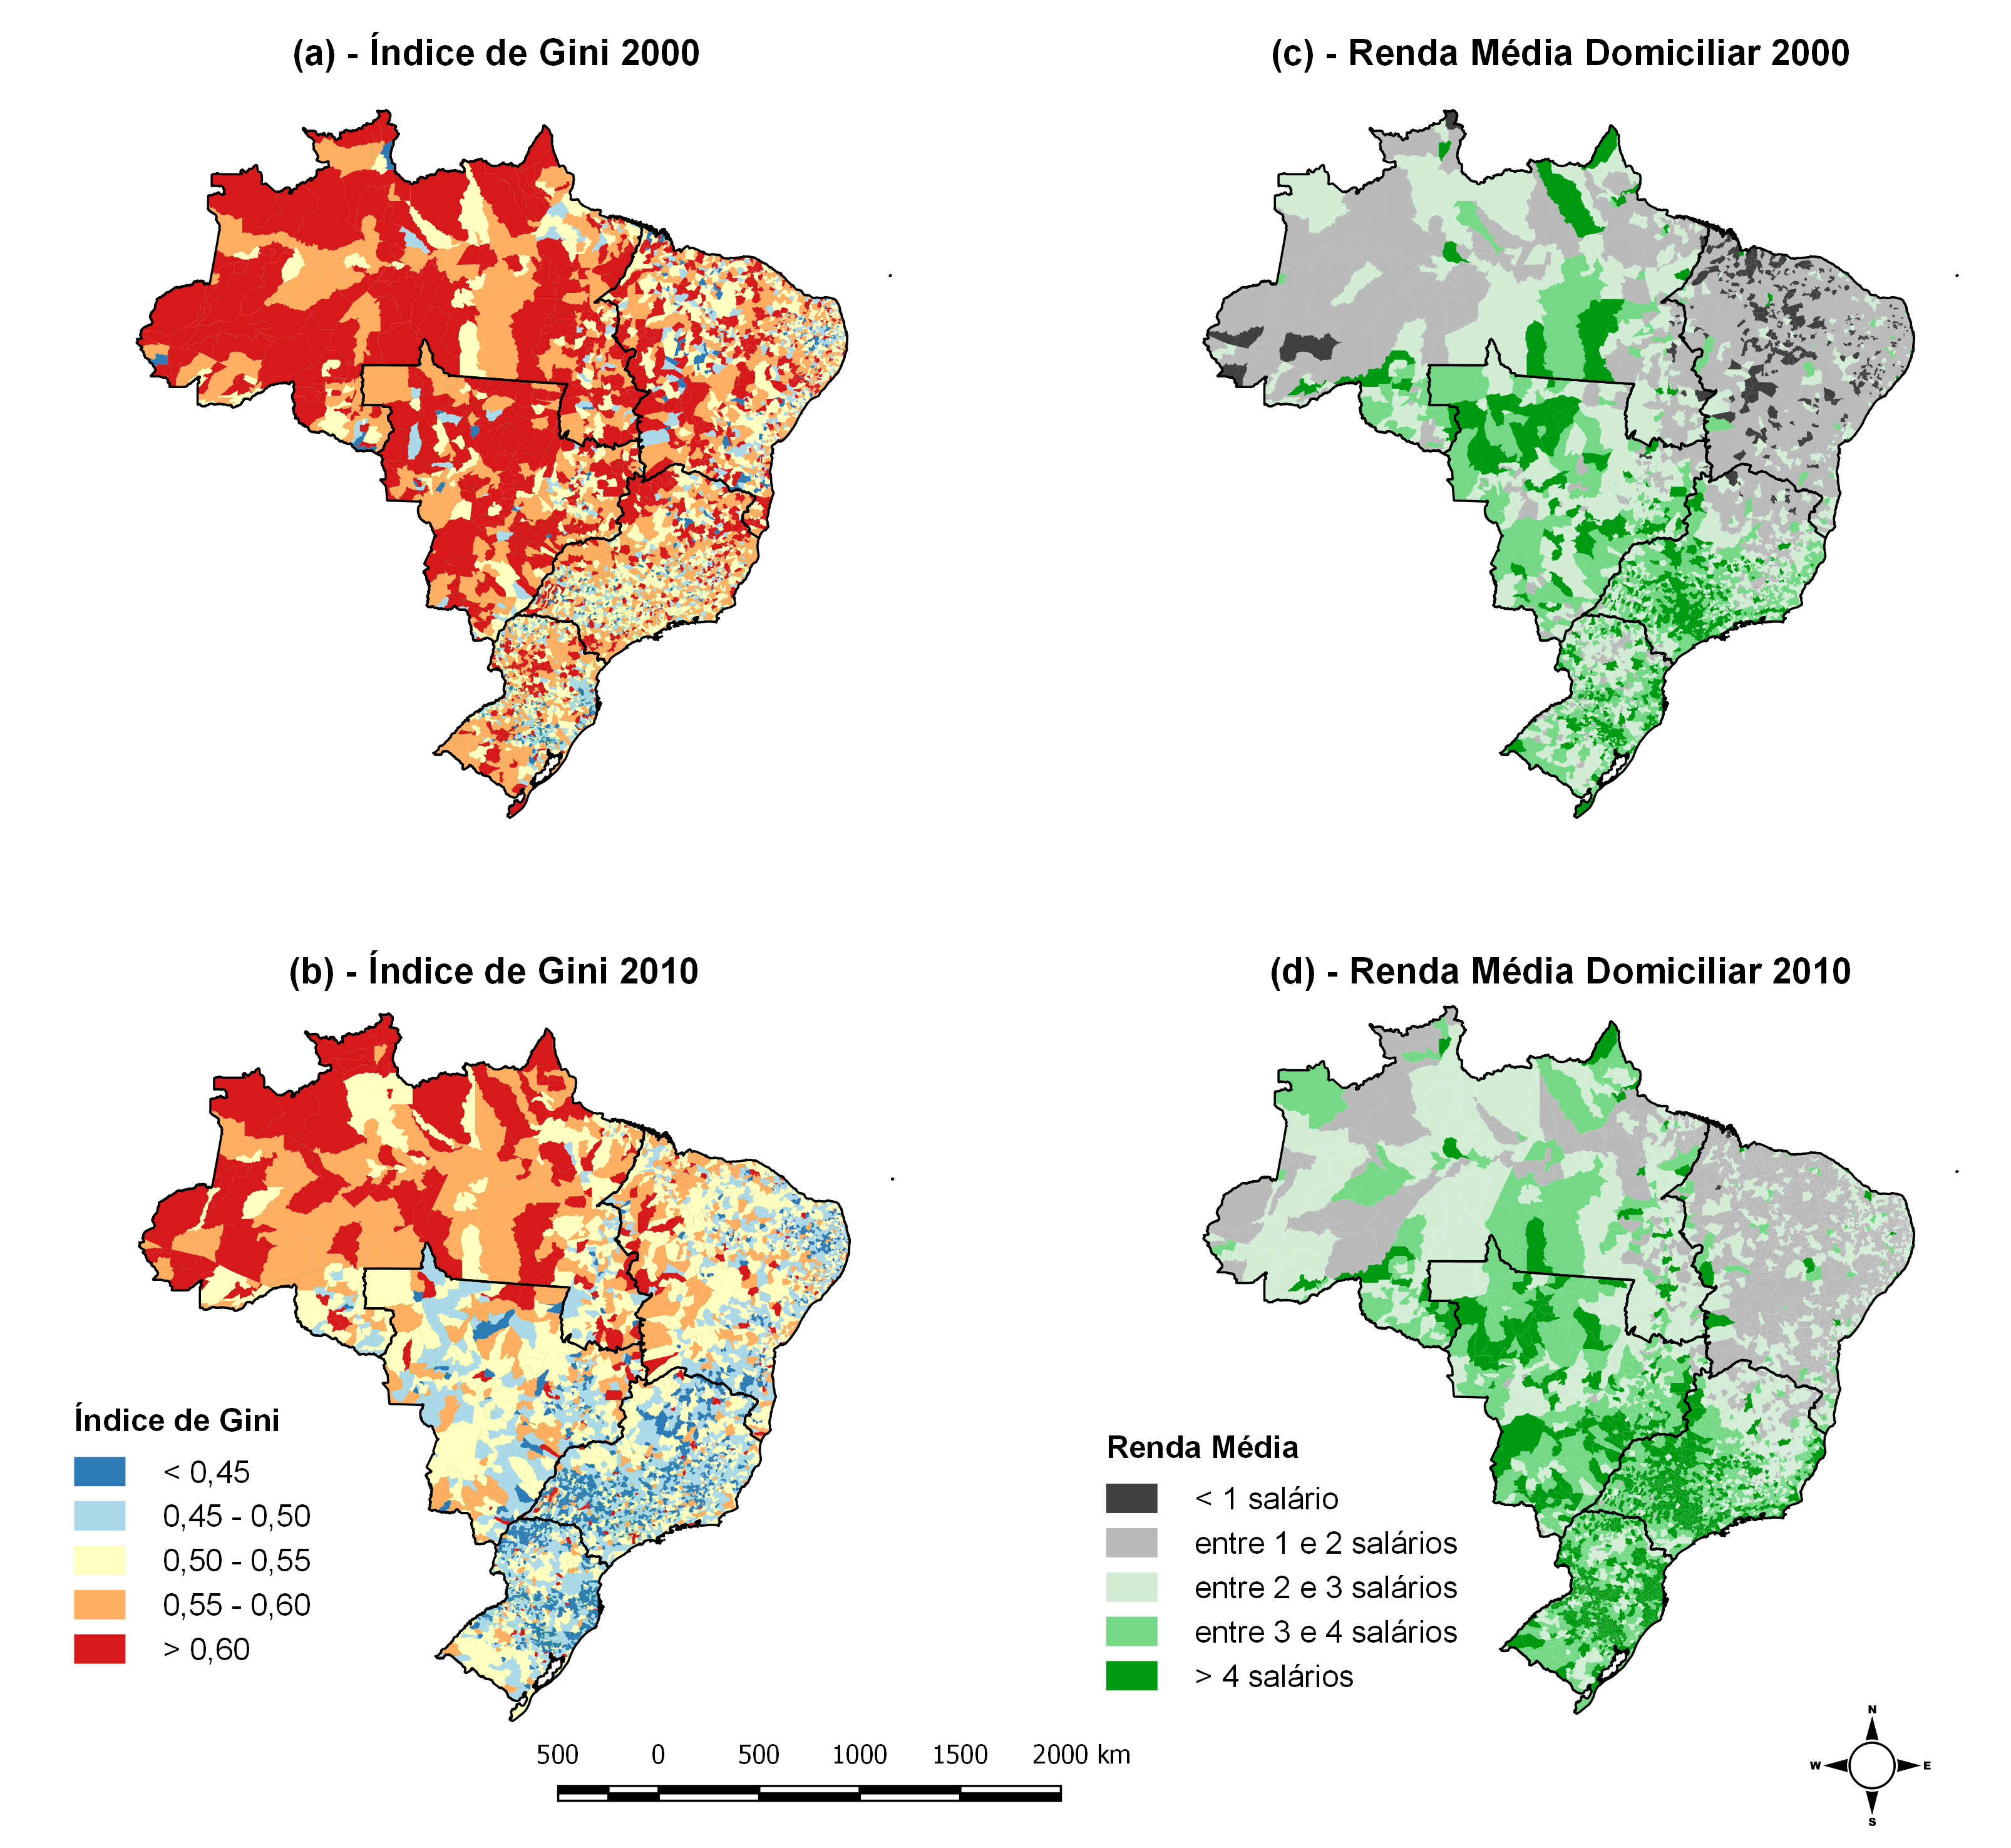 (a) - Índice de Gini 2000
(c) - Renda Média Domiciliar 2000
(b) - Índice de Gini 2010
(d) - Renda Média Domiciliar 2010
Índice de Gini
< 0,45
0,45 - 0,50
0,50 - 0,55
0,55 - 0,60
> 0,60
Renda Média
< 1 salário
entre 1 e 2 salários
entre 2 e 3 salários
entre 3 e 4 salários
> 4 salários
500 0 500 1000 1500 2000 km
N
W E
S